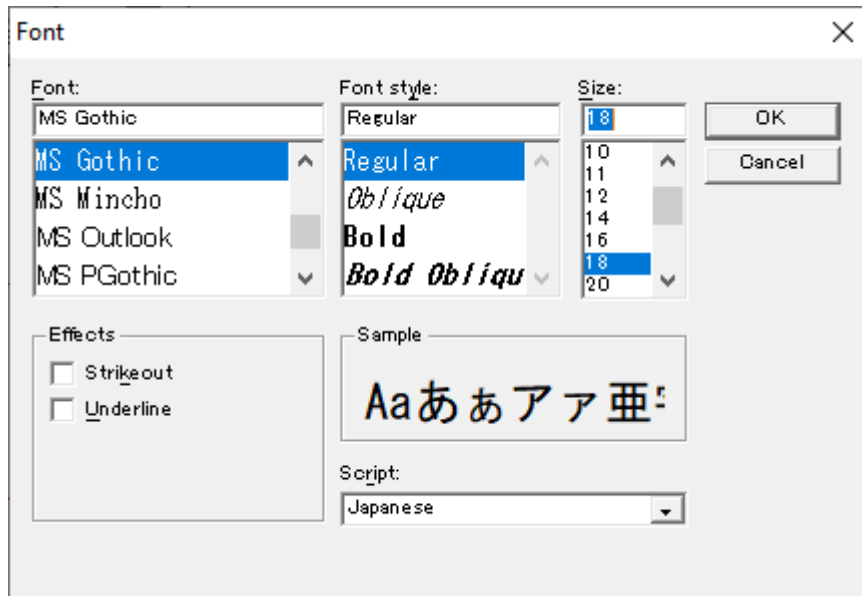 Font
Font:
MS Gothic
MS Gothic
MS Mincho
MS Outlook
MS PGothic
Font style:
Regular
Regular
Oblique
Bold
Bold Obliqu
Size:
18
10
11
12
14
16
18
20
OK
Cancel
Effects
Strikeout
Underline
Sample
Aaあぁアァ亜
Script:
Japanese